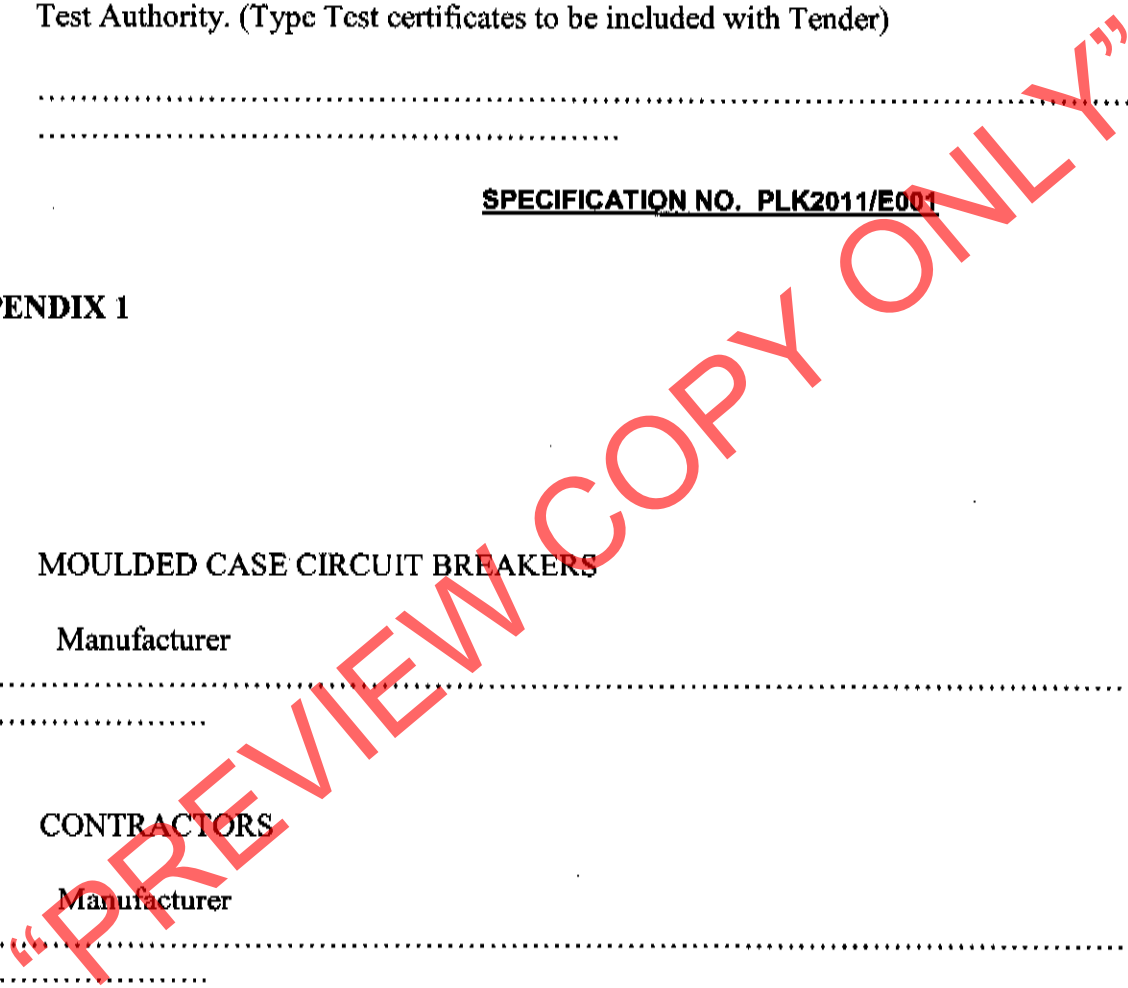 Test Authority. (Type Test certificates to be included with Tender)
................................................................................................................
..........................................................
SPECIFICATION NO. PLK2011/E001
PENDIX 1
MOULDED CASE CIRCUIT BREAKERS
Manufacturer
................................................................................................................
....................
CONTRACTORS
Manufacturer
................................................................................................................
....................
“PREVIEW COPY ONLY”